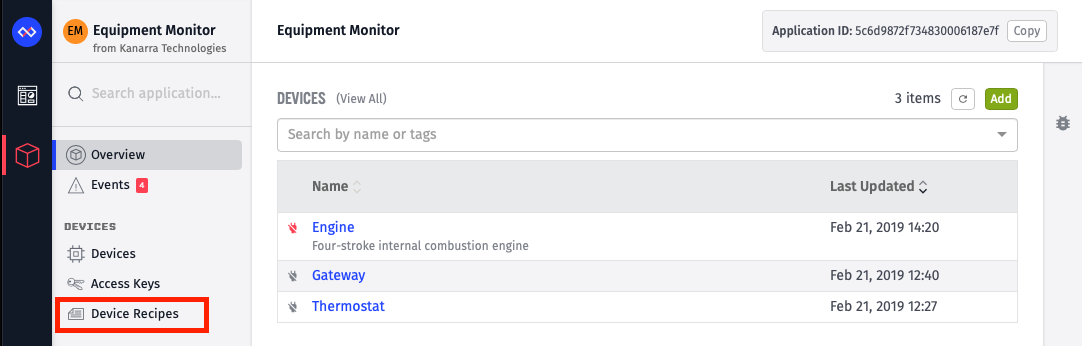 EM Equipment Monitor
from Kanarra Technologies
Search application...
Overview
Events 4
DEVICES
Devices
Access Keys
Device Recipes
Equipment Monitor
Application ID: 5c6d9872f734830006187e7f Copy
DEVICES (View All) 3 items Add
Search by name or tags
Name Last Updated
Engine Feb 21, 2019 14:20
Four-stroke internal combustion engine
Gateway Feb 21, 2019 12:40
Thermostat Feb 21, 2019 12:27